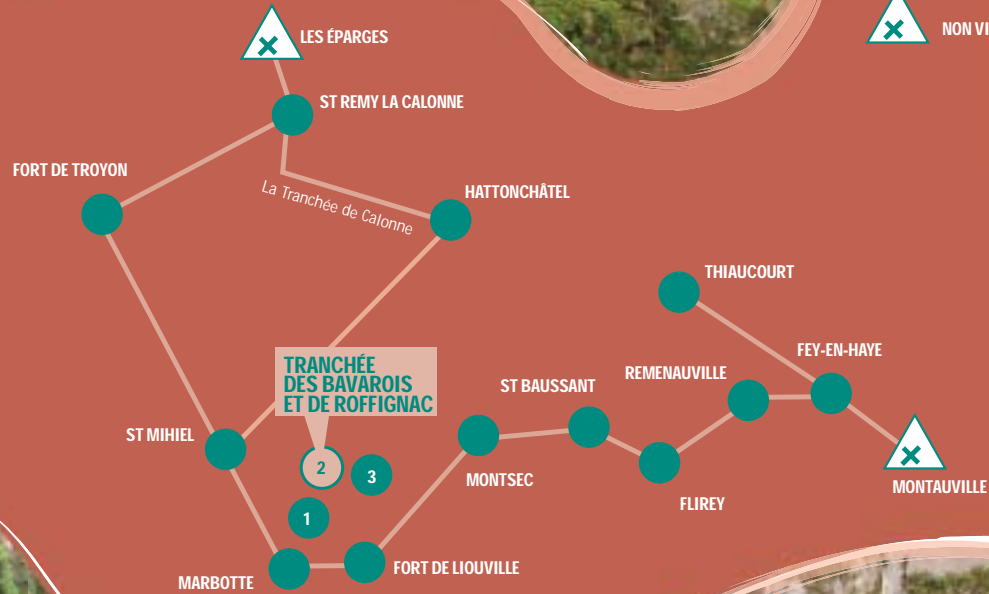 LES ÉPARGES
NON VI
ST REMY LA CALONNE
FORT DE TROYON
La Tranchée de Calonne
HATTONCHÂTEL
THIAUCOURT
FEY-EN-HAYE
TRANCHÉE
DES BAVAROIS
ET DE ROFFIGNAC
REMENAUVILLE
ST BAUSSANT
ST MIHIEL
2
3
MONTSEC
MONTAUVILLE
FLIREY
1
FORT DE LIOUVILLE
MARBOTTE